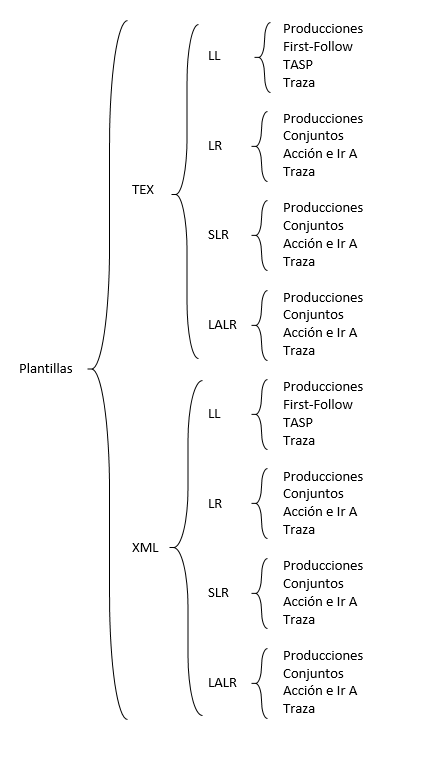 Plantillas
TEX
LL
Producciones
First-Follow
TASP
Traza
LR
Producciones
Conjuntos
Acción e Ir A
Traza
SLR
Producciones
Conjuntos
Acción e Ir A
Traza
LALR
Producciones
Conjuntos
Acción e Ir A
Traza
XML
LL
Producciones
First-Follow
TASP
Traza
LR
Producciones
Conjuntos
Acción e Ir A
Traza
SLR
Producciones
Conjuntos
Acción e Ir A
Traza
LALR
Producciones
Conjuntos
Acción e Ir A
Traza